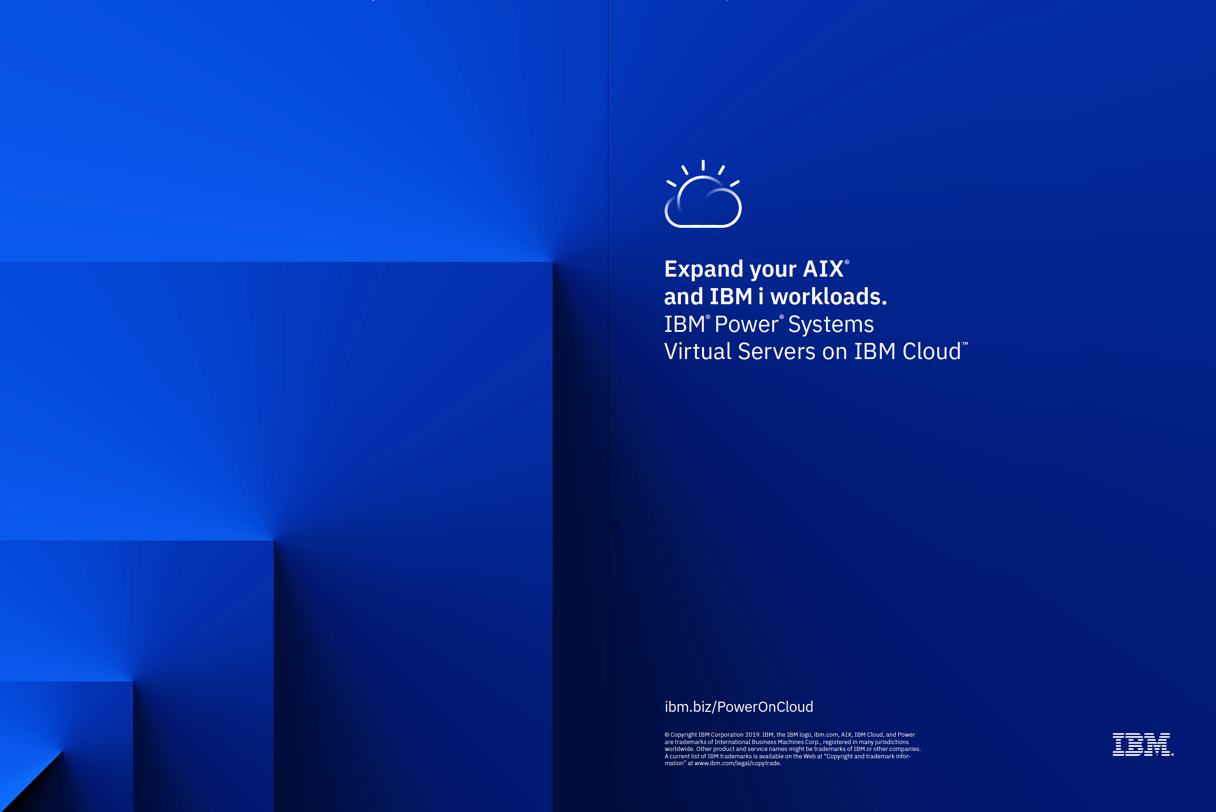 Expand your AIX®
and IBM i workloads.
IBM® Power® Systems
Virtual Servers on IBM Cloud™
ibm.biz/PowerOnCloud
© Copyright IBM Corporation 2019. IBM, the IBM logo, ibm.com, AIX, IBM Cloud, and Power
are trademarks of International Business Machines Corp., registered in many jurisdictions
worldwide. Other product and service names might be trademarks of IBM or other companies.
A current list of IBM trademarks is available on the Web at “Copyright and trademark infor-
mation” at www.ibm.com/legal/copytrade.
IBM®